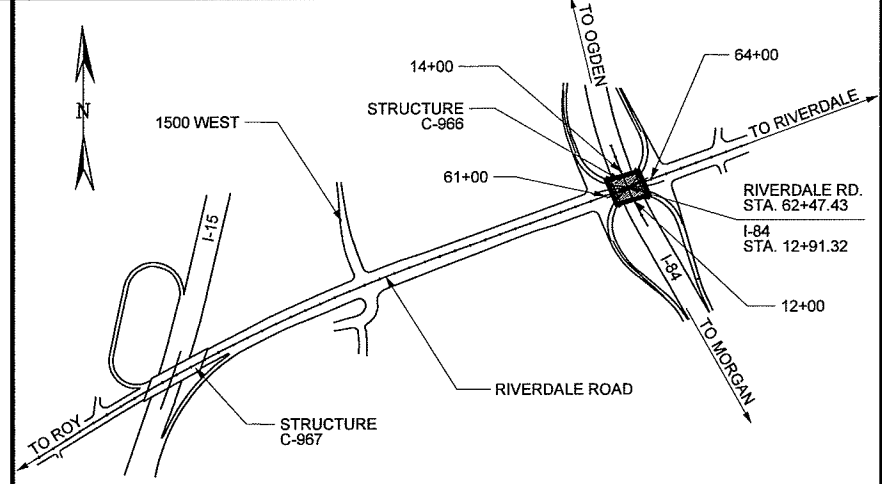 TO OGDEN
14+00
64+00
STRUCTURE
C-966
TO RIVERDALE
N
1500 WEST
61+00
RIVERDALE RD.
STA. 62+47.43
I-84
STA. 12+91.32
I-15
I-84
12+00
TO MORGAN
RIVERDALE ROAD
STRUCTURE
C-967
TO ROY